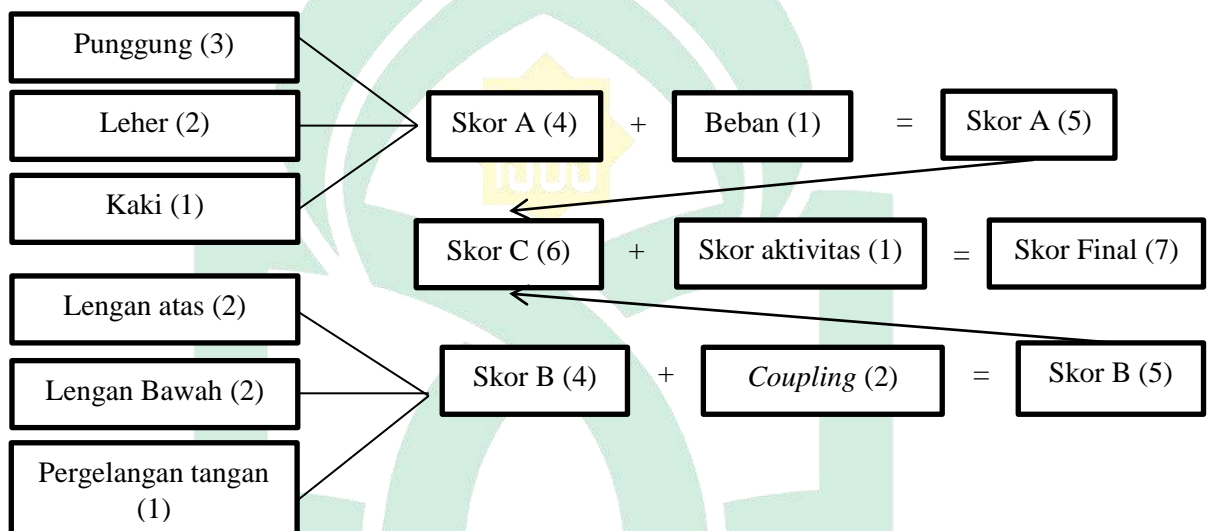 Punggung (3)
Leher (2)
Kaki (1)
Skor A (4) + Beban (1) = Skor A (5)
Skor C (6) + Skor aktivitas (1) = Skor Final (7)
Lengan atas (2)
Lengan Bawah (2)
Pergelangan tangan
(1)
Skor B (4) + Coupling (2) = Skor B (5)